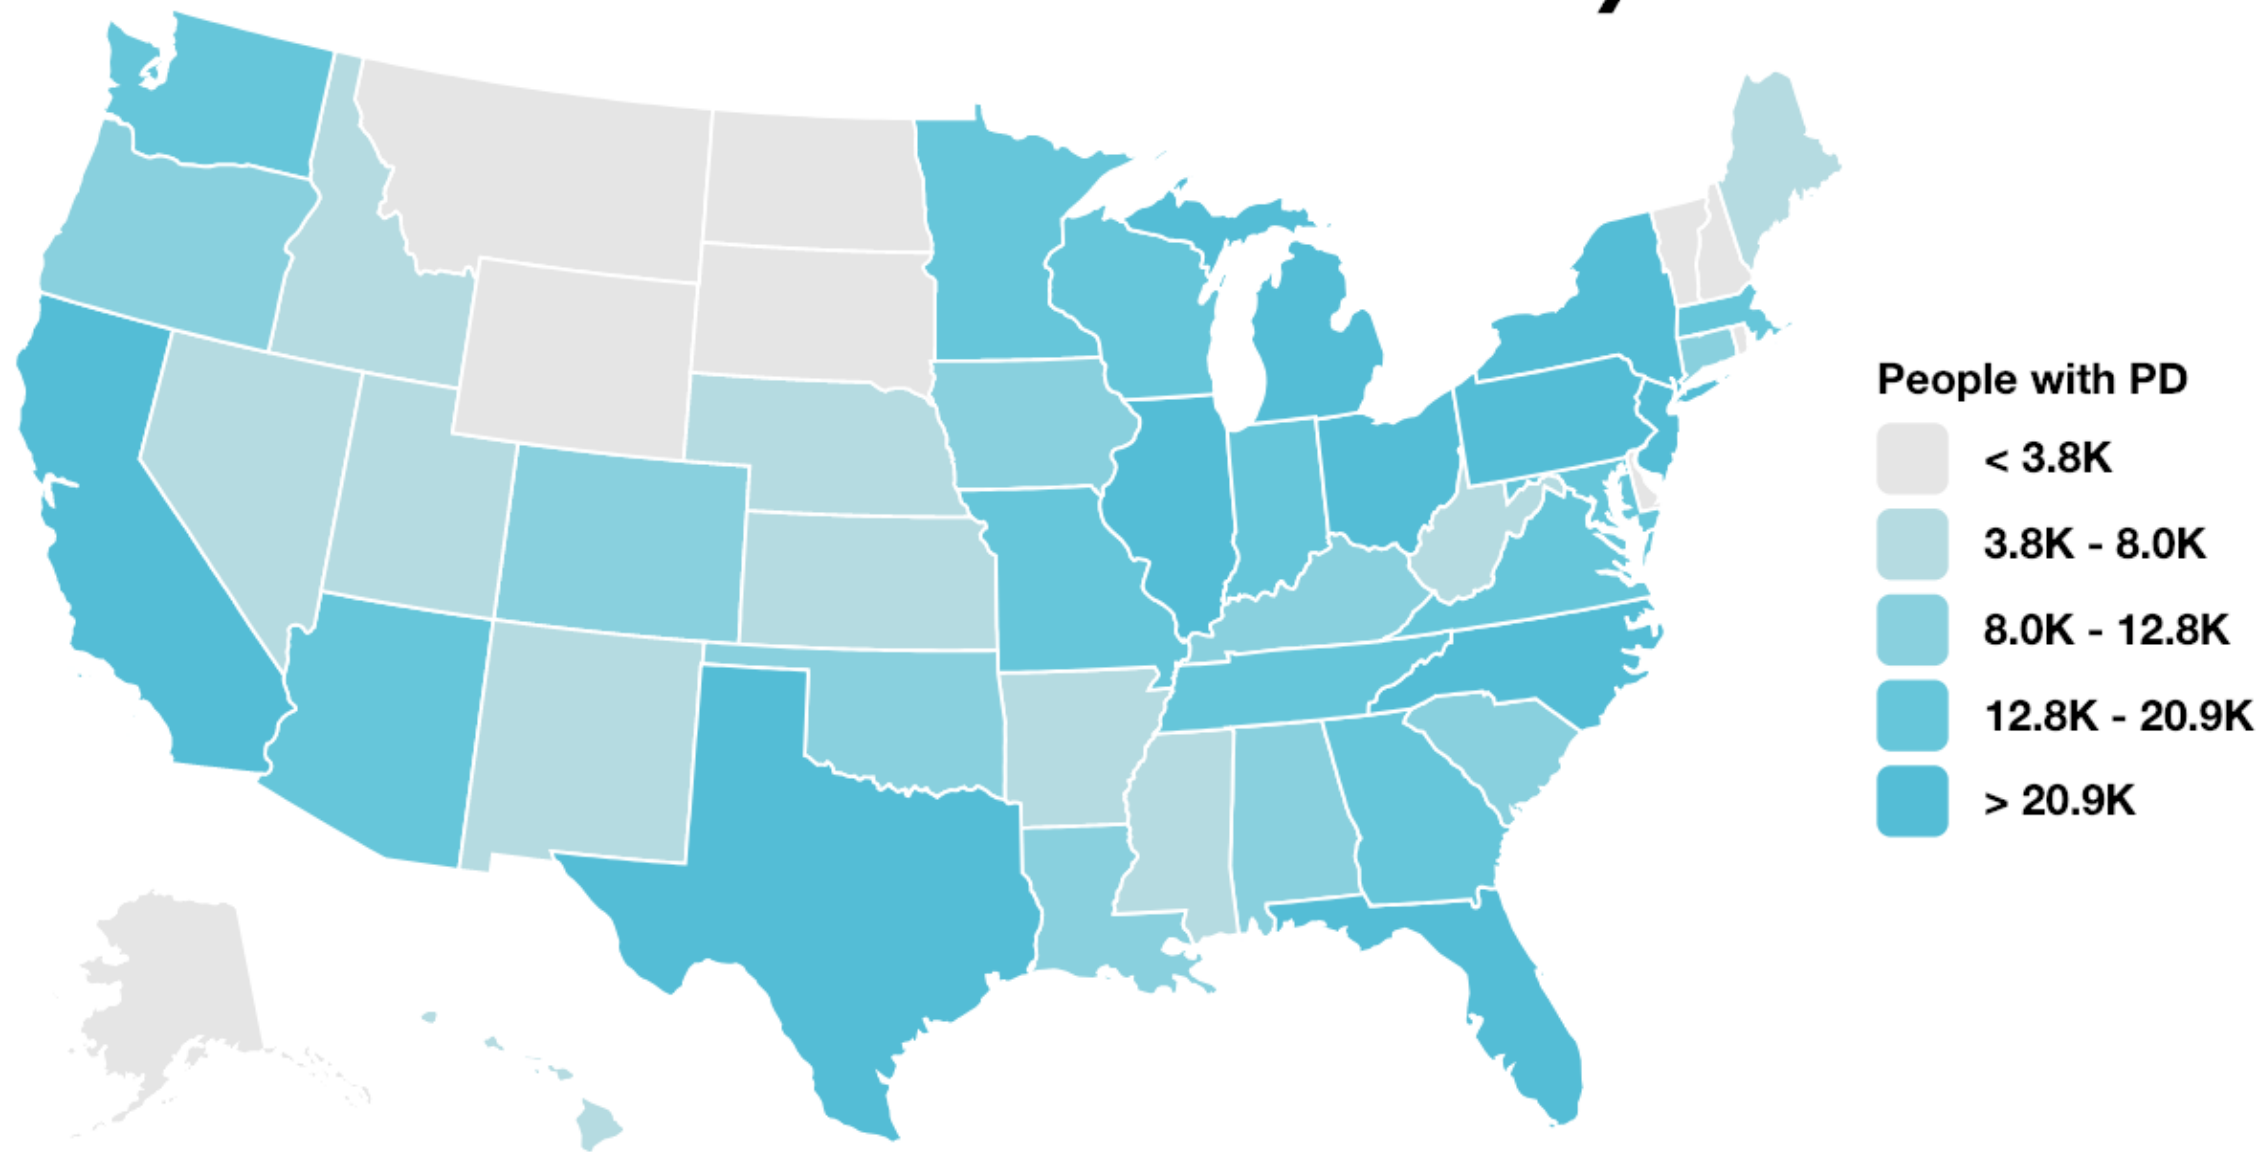 People with PD
< 3.8K
3.8K - 8.0K
8.0K - 12.8K
12.8K - 20.9K
> 20.9K